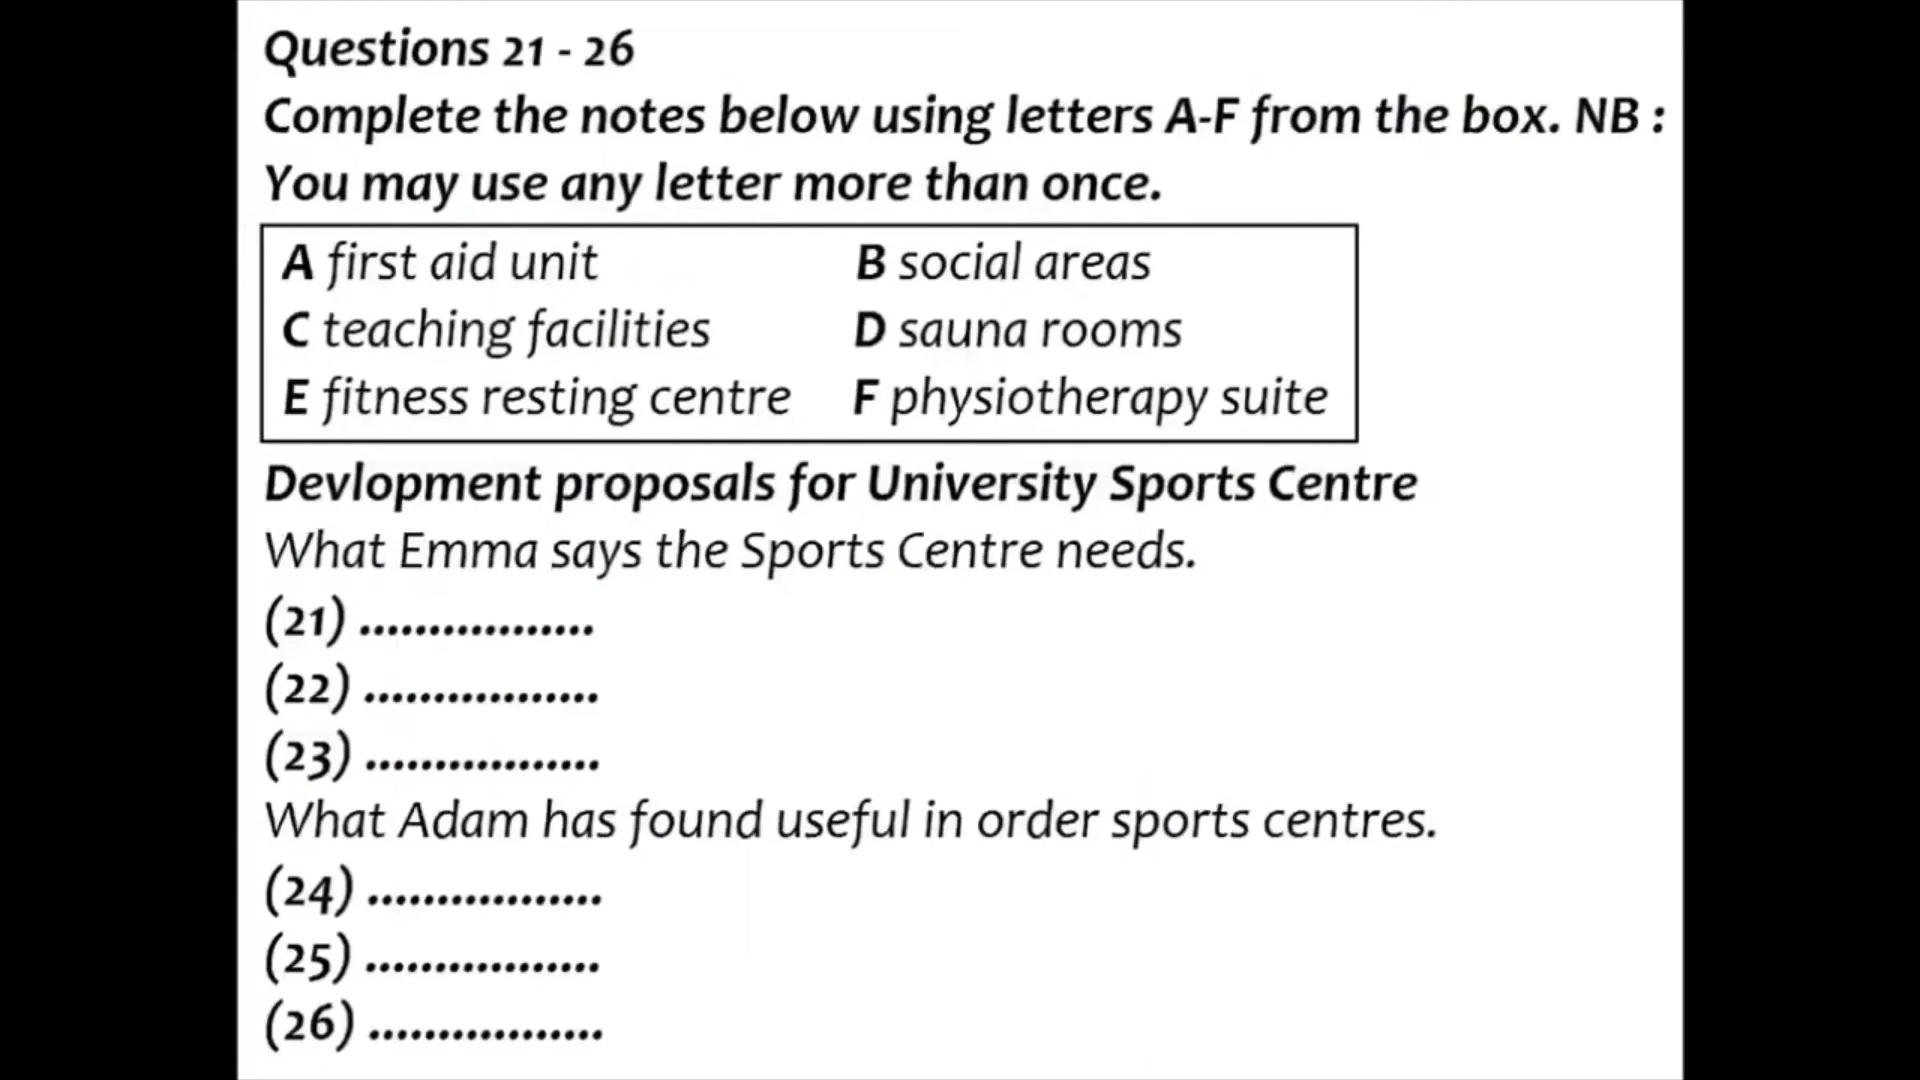 Questions 21 - 26
Complete the notes below using letters A-F from the box. NB :
You may use any letter more than once.
A first aid unit B social areas
C teaching facilities D sauna rooms
E fitness resting centre F physiotherapy suite
Devlopment proposals for University Sports Centre
What Emma says the Sports Centre needs.
(21) .................
(22) .................
(23) .................
What Adam has found useful in order sports centres.
(24) .................
(25) .................
(26) .................